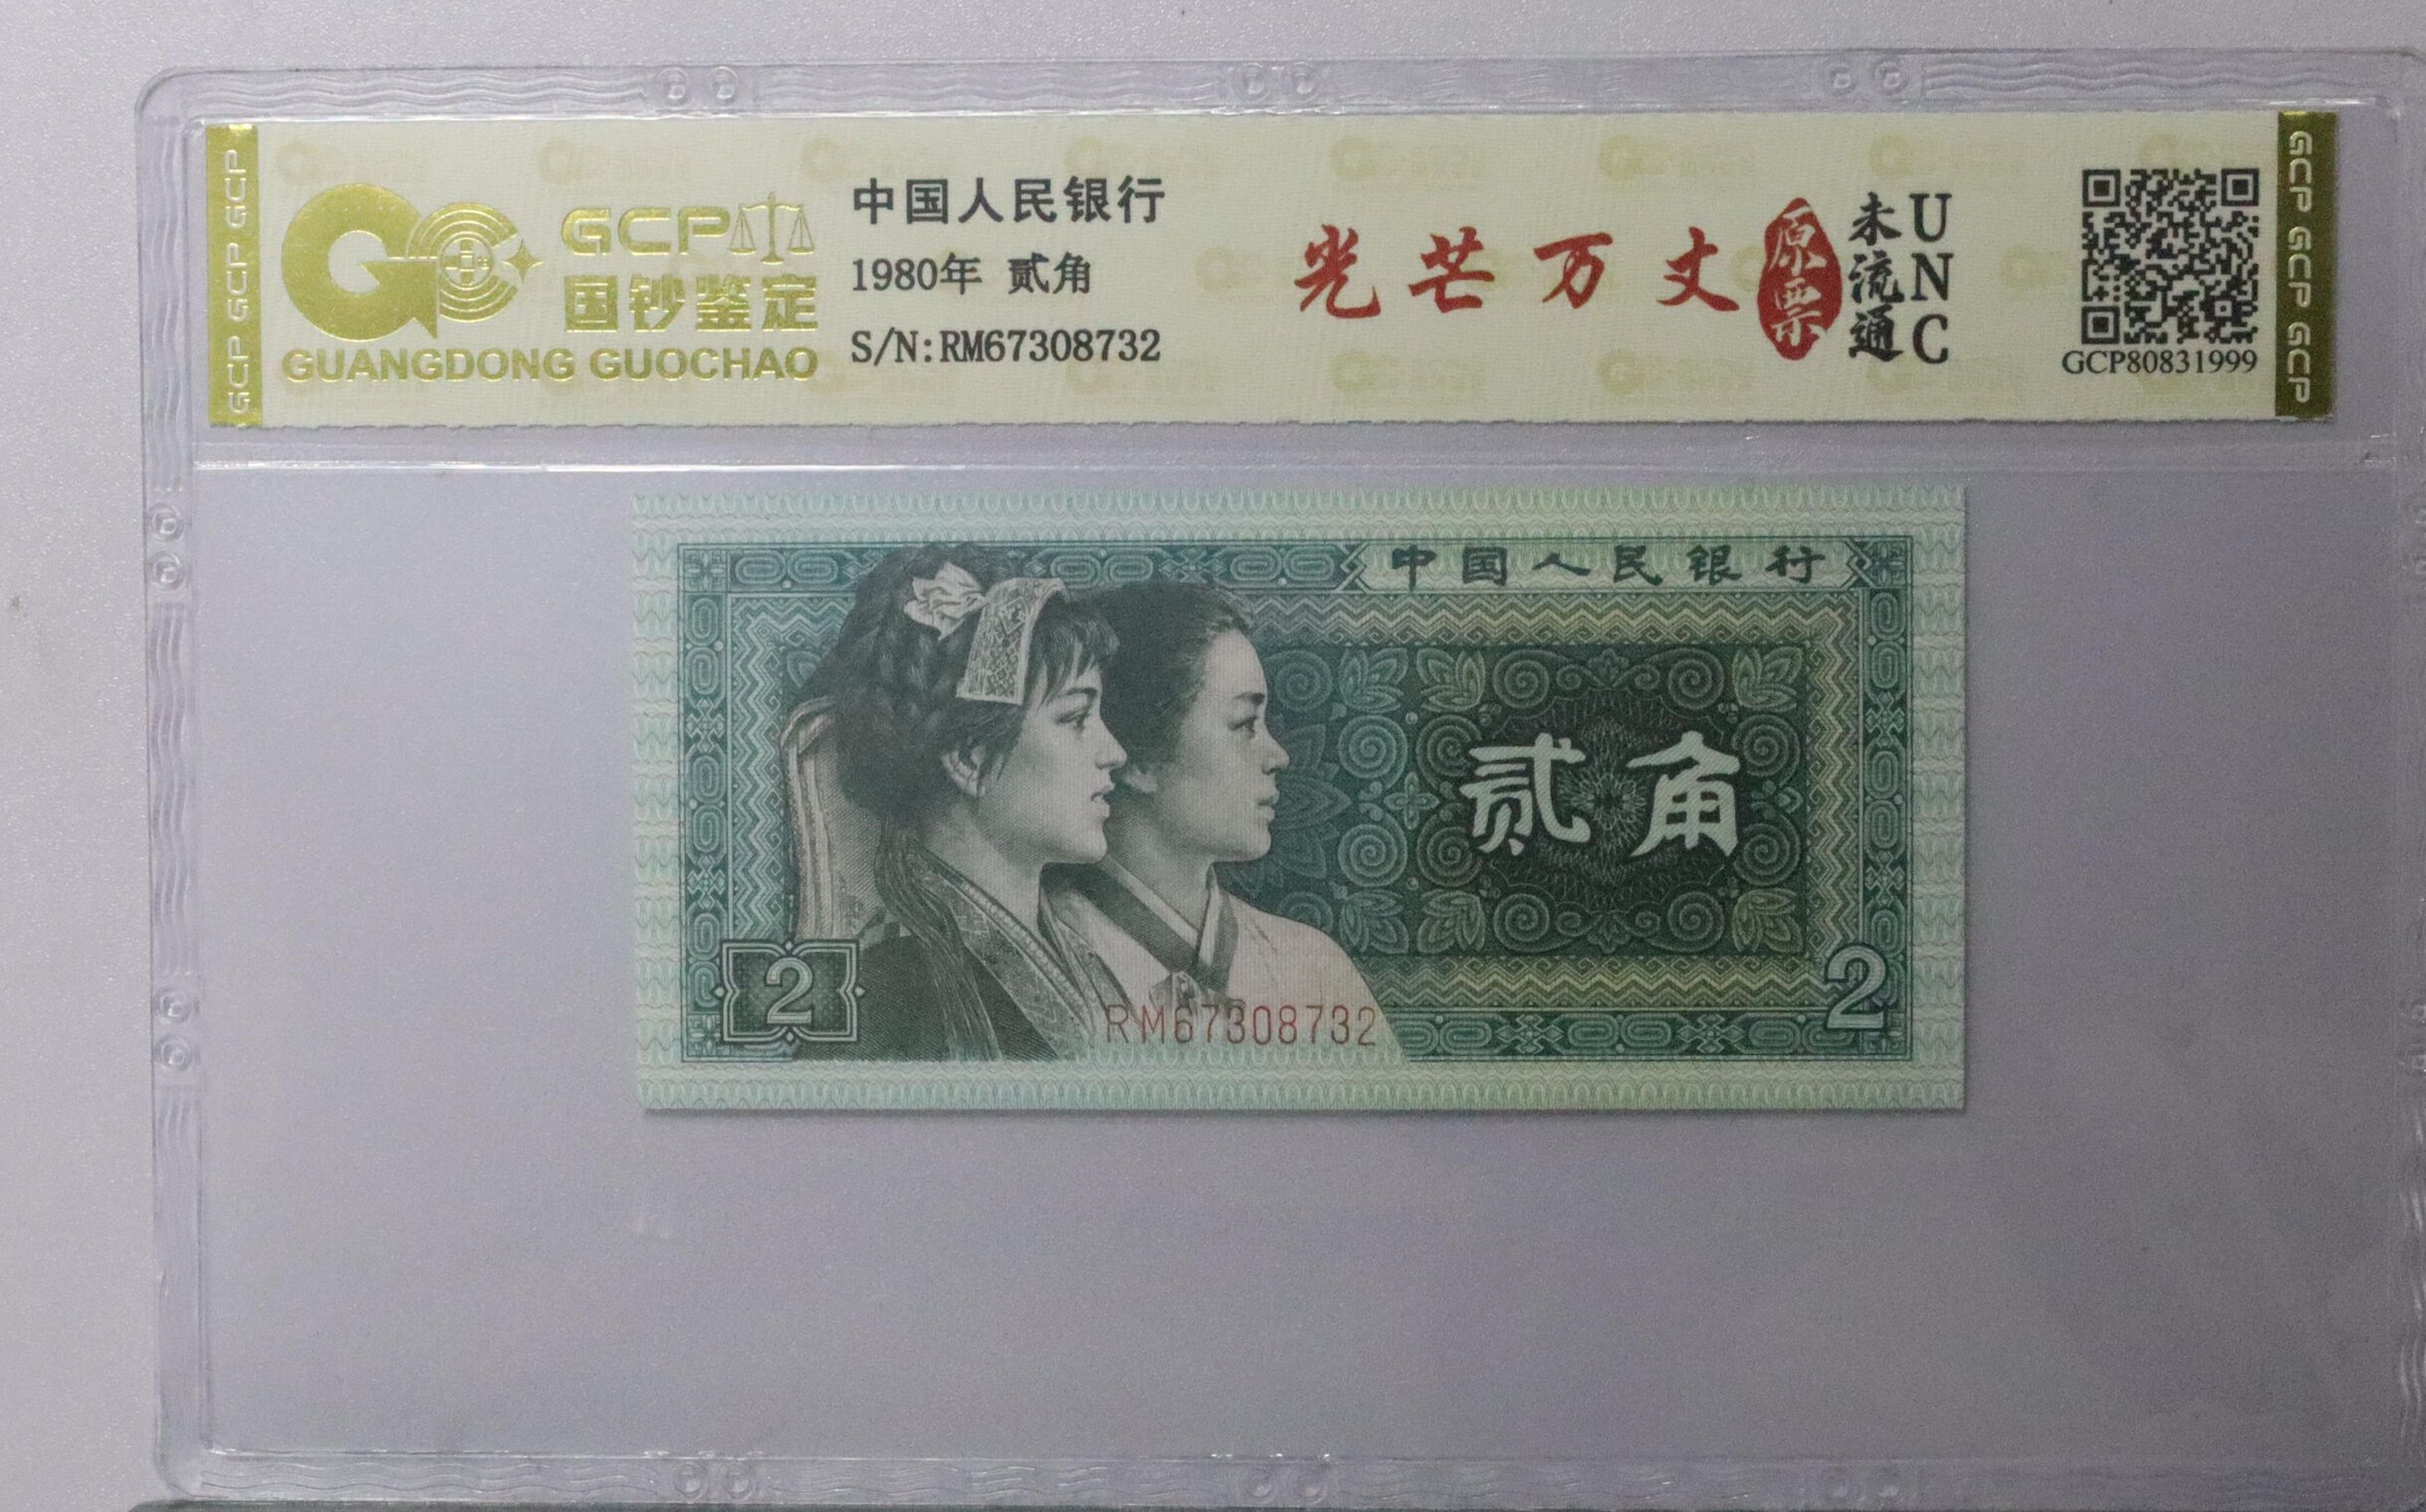 GCP GCP GCP
GCP
国钞鉴定
GUANGDONG GUOCHAO
中国人民银行
1980年 贰角
S/N:RM67308732
光芒万丈
原票
未流通
UNC
GCP80831999
GCP GCP GCP
中国人民银行
贰角
2
2
RM67308732